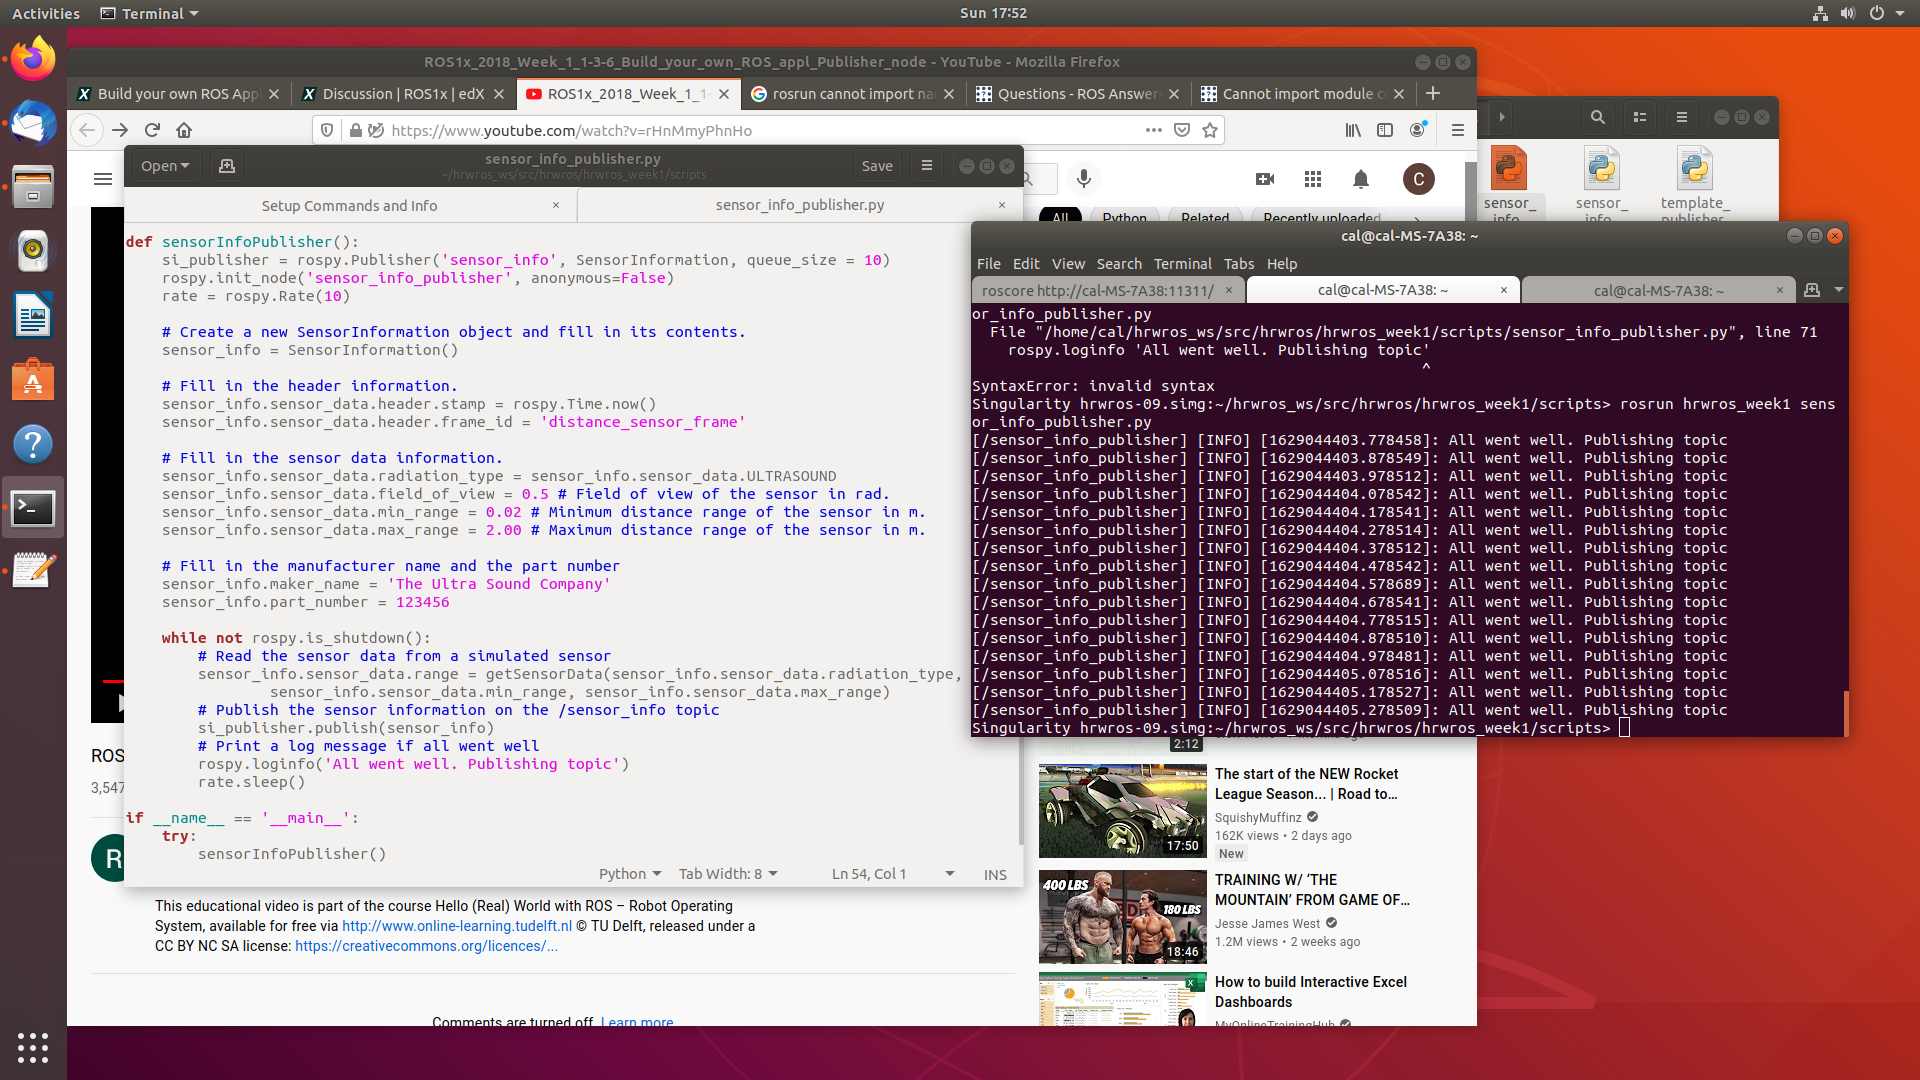 Activities
Terminal
Sun 17:52
ROS1x_2018_Week_1_1-3-6_Build_your_own_ROS_appl_Publisher_node - YouTube - Mozilla Firefox
Build your own ROS App
Discussion | ROS1x | edX
ROS1x_2018_Week_1_1-
rosrun cannot import na
Questions - ROS Answers
Cannot import module c
https://www.youtube.com/watch?v=rHnMmyPhnHo
Open
sensor_info_publisher.py
~/hrwros_ws/src/hrwros/hrwros_week1/scripts
Save
Setup Commands and Info
sensor_info_publisher.py
def sensorInfoPublisher():
si_publisher = rospy.Publisher('sensor_info', SensorInformation, queue_size = 10)
rospy.init_node('sensor_info_publisher', anonymous=False)
rate = rospy.Rate(10)
# Create a new SensorInformation object and fill in its contents.
sensor_info = SensorInformation()
# Fill in the header information.
sensor_info.sensor_data.header.stamp = rospy.Time.now()
sensor_info.sensor_data.header.frame_id = 'distance_sensor_frame'
# Fill in the sensor data information.
sensor_info.sensor_data.radiation_type = sensor_info.sensor_data.ULTRASOUND
sensor_info.sensor_data.field_of_view = 0.5 # Field of view of the sensor in rad.
sensor_info.sensor_data.min_range = 0.02 # Minimum distance range of the sensor in m.
sensor_info.sensor_data.max_range = 2.00 # Maximum distance range of the sensor in m.
# Fill in the manufacturer name and the part number
sensor_info.maker_name = 'The Ultra Sound Company'
sensor_info.part_number = 123456
while not rospy.is_shutdown():
# Read the sensor data from a simulated sensor
sensor_info.sensor_data.range = getSensorData(sensor_info.sensor_data.radiation_type,
sensor_info.sensor_data.min_range, sensor_info.sensor_data.max_range)
# Publish the sensor information on the /sensor_info topic
si_publisher.publish(sensor_info)
# Print a log message if all went well
rospy.loginfo('All went well. Publishing topic')
rate.sleep()
if __name__ == '__main__':
try:
sensorInfoPublisher()
Python
Tab Width: 8
Ln 54, Col 1
INS
C
All
Python
Related
Recently uploaded
sensor_
info_
sensor_
info_
template_
publisher_
cal@cal-MS-7A38: ~
File Edit View Search Terminal Tabs Help
roscore http://cal-MS-7A38:11311/
cal@cal-MS-7A38: ~
cal@cal-MS-7A38: ~
or_info_publisher.py
File "/home/cal/hrwros_ws/src/hrwros/hrwros_week1/scripts/sensor_info_publisher.py", line 71
rospy.loginfo 'All went well. Publishing topic'
^
SyntaxError: invalid syntax
Singularity hrwros-09.simg:~/hrwros_ws/src/hrwros/hrwros_week1/scripts> rosrun hrwros_week1 sens
or_info_publisher.py
[/sensor_info_publisher] [INFO] [1629044403.778458]: All went well. Publishing topic
[/sensor_info_publisher] [INFO] [1629044403.878549]: All went well. Publishing topic
[/sensor_info_publisher] [INFO] [1629044403.978512]: All went well. Publishing topic
[/sensor_info_publisher] [INFO] [1629044404.078542]: All went well. Publishing topic
[/sensor_info_publisher] [INFO] [1629044404.178541]: All went well. Publishing topic
[/sensor_info_publisher] [INFO] [1629044404.278514]: All went well. Publishing topic
[/sensor_info_publisher] [INFO] [1629044404.378512]: All went well. Publishing topic
[/sensor_info_publisher] [INFO] [1629044404.478542]: All went well. Publishing topic
[/sensor_info_publisher] [INFO] [1629044404.578689]: All went well. Publishing topic
[/sensor_info_publisher] [INFO] [1629044404.678541]: All went well. Publishing topic
[/sensor_info_publisher] [INFO] [1629044404.778515]: All went well. Publishing topic
[/sensor_info_publisher] [INFO] [1629044404.878510]: All went well. Publishing topic
[/sensor_info_publisher] [INFO] [1629044404.978481]: All went well. Publishing topic
[/sensor_info_publisher] [INFO] [1629044405.078516]: All went well. Publishing topic
[/sensor_info_publisher] [INFO] [1629044405.178527]: All went well. Publishing topic
[/sensor_info_publisher] [INFO] [1629044405.278509]: All went well. Publishing topic
Singularity hrwros-09.simg:~/hrwros_ws/src/hrwros/hrwros_week1/scripts>
2:12
ROS
3,547
R
This educational video is part of the course Hello (Real) World with ROS – Robot Operating
System, available for free via http://www.online-learning.tudelft.nl © TU Delft, released under a
CC BY NC SA license: https://creativecommons.org/licences/...
Comments are turned off. Learn more
17:50
The start of the NEW Rocket
League Season... | Road to...
SquishyMuffinz
162K views • 2 days ago
New
400 LBS
180 LBS
18:46
TRAINING W/ ‘THE
MOUNTAIN’ FROM GAME OF...
Jesse James West
1.2M views • 2 weeks ago
How to build Interactive Excel
Dashboards
MyOnlineTrainingHub